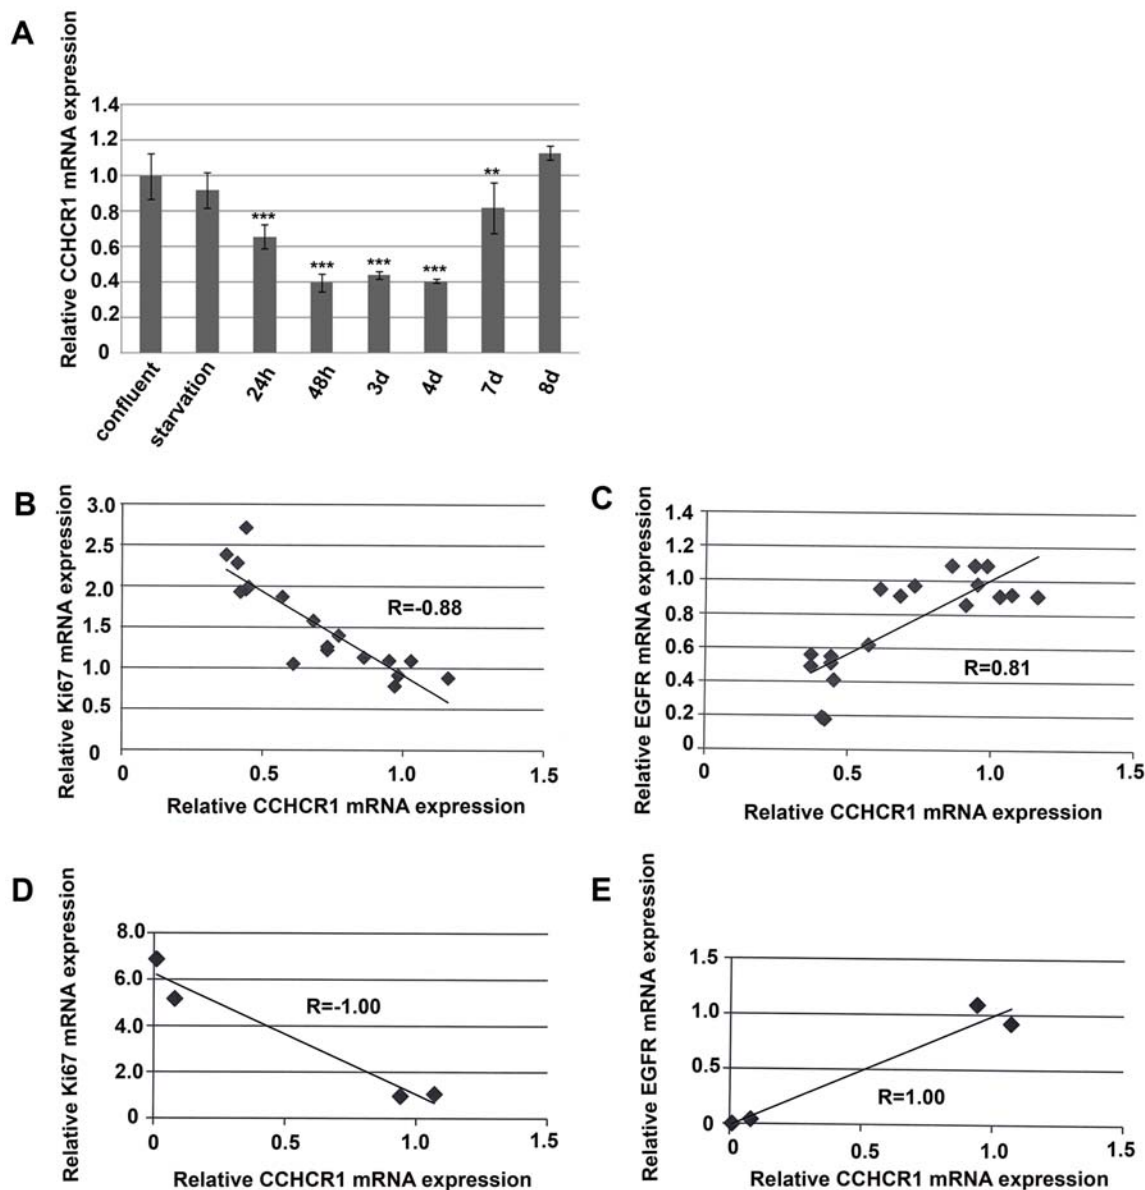 A
Relative CCHCR1 mRNA expression
1.4
1.2
1.0
0.8
0.6
0.4
0.2
0
***
***
***
***
**
confluent
starvation
24h
48h
3d
4d
7d
8d
B
Relative Ki67 mRNA expression
3.0
2.5
2.0
1.5
1.0
0.5
0
R=-0.88
0
0.5
1.0
1.5
Relative CCHCR1 mRNA expression
C
Relative EGFR mRNA expression
1.4
1.2
1.0
0.8
0.6
0.4
0.2
0
R=0.81
0
0.5
1.0
1.5
Relative CCHCR1 mRNA expression
D
Relative Ki67 mRNA expression
8.0
6.0
4.0
2.0
0
R=-1.00
0
0.5
1.0
1.5
Relative CCHCR1 mRNA expression
E
Relative EGFR mRNA expression
1.5
1.0
0.5
0
R=1.00
0
0.5
1.0
1.5
Relative CCHCR1 mRNA expression